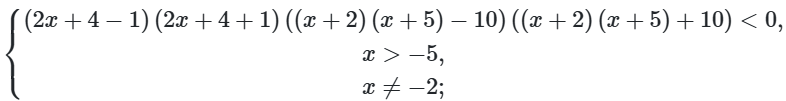 (2x + 4 − 1) (2x + 4 + 1) ((x + 2) (x + 5) − 10) ((x + 2) (x + 5) + 10) < 0,
x > −5,
x ≠ −2;